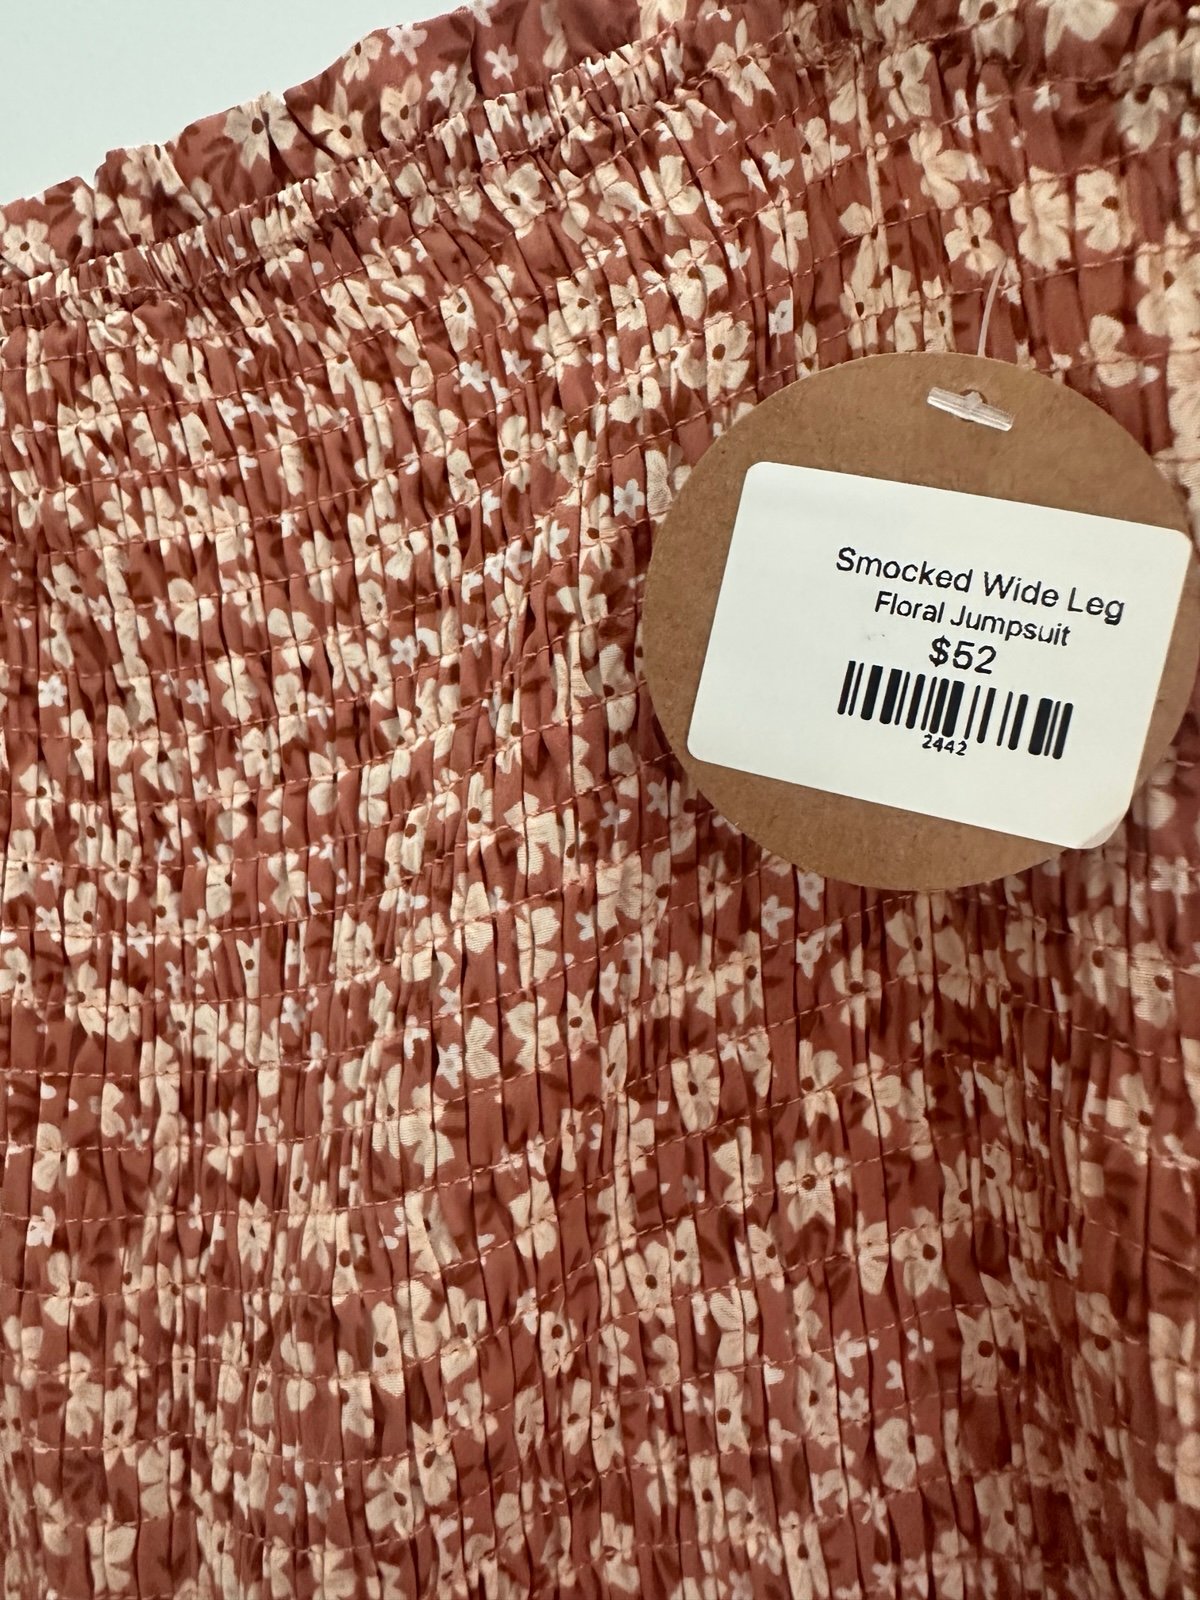 Smocked Wide Leg
Floral Jumpsuit
$52
2442